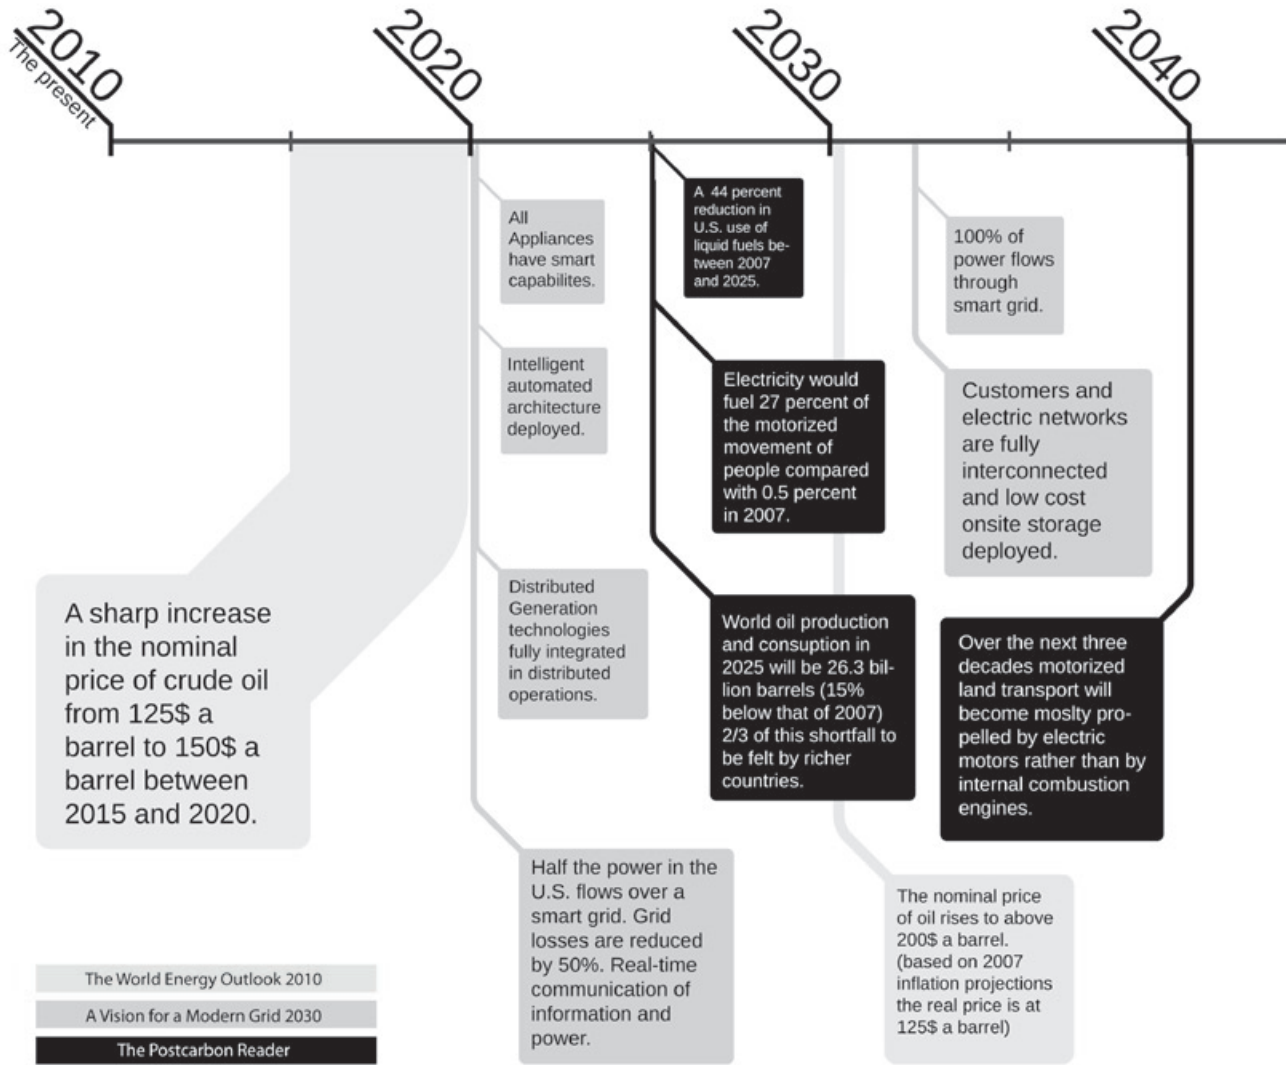 2010
The present
2020
2030
2040
All
Appliances
have smart
capabilites.
Intelligent
automated
architecture
deployed.
Distributed
Generation
technologies
fully integrated
in distributed
operations.
Half the power in the
U.S. flows over a
smart grid. Grid
losses are reduced
by 50%. Real-time
communication of
information and
power.
A 44 percent
reduction in
U.S. use of
liquid fuels be-
tween 2007
and 2025.
Electricity would
fuel 27 percent of
the motorized
movement of
people compared
with 0.5 percent
in 2007.
World oil production
and consuption in
2025 will be 26.3 bil-
lion barrels (15%
below that of 2007)
2/3 of this shortfall to
be felt by richer
countries.
100% of
power flows
through
smart grid.
Customers and
electric networks
are fully
interconnected
and low cost
onsite storage
deployed.
Over the next three
decades motorized
land transport will
become moslty pro-
pelled by electric
motors rather than by
internal combustion
engines.
The nominal price
of oil rises to above
200$ a barrel.
(based on 2007
inflation projections
the real price is at
125$ a barrel)
A sharp increase
in the nominal
price of crude oil
from 125$ a
barrel to 150$ a
barrel between
2015 and 2020.
The World Energy Outlook 2010
A Vision for a Modern Grid 2030
The Postcarbon Reader